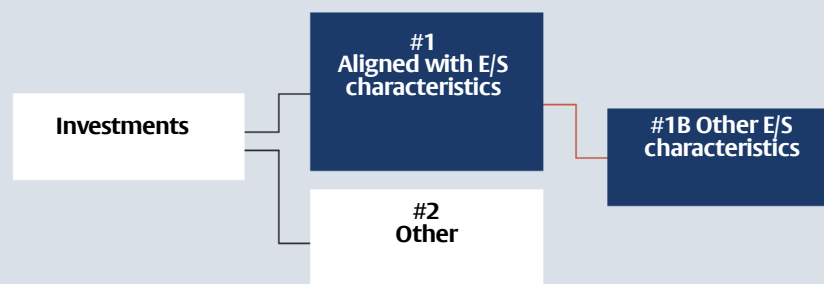 #1
Aligned with E/S
characteristics
Investments
#1B Other E/S
characteristics
#2
Other